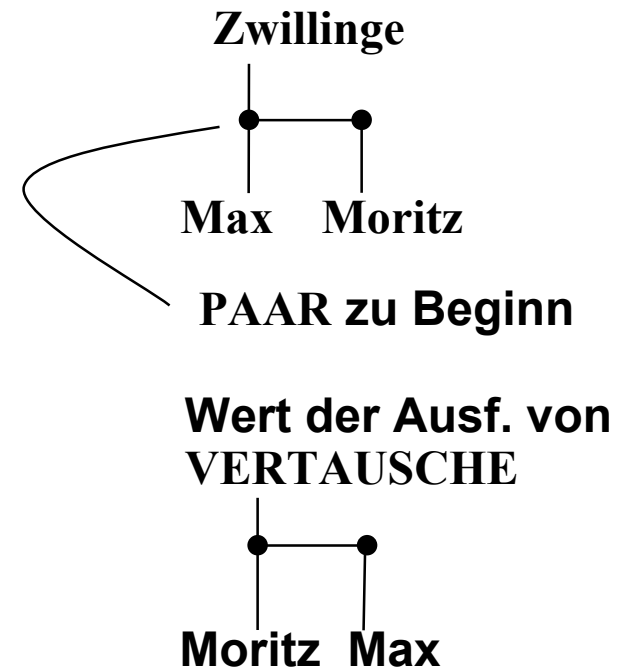 Zwillinge
Max Moritz
PAAR zu Beginn
Wert der Ausf. von
VERTAUSCHE
Moritz Max